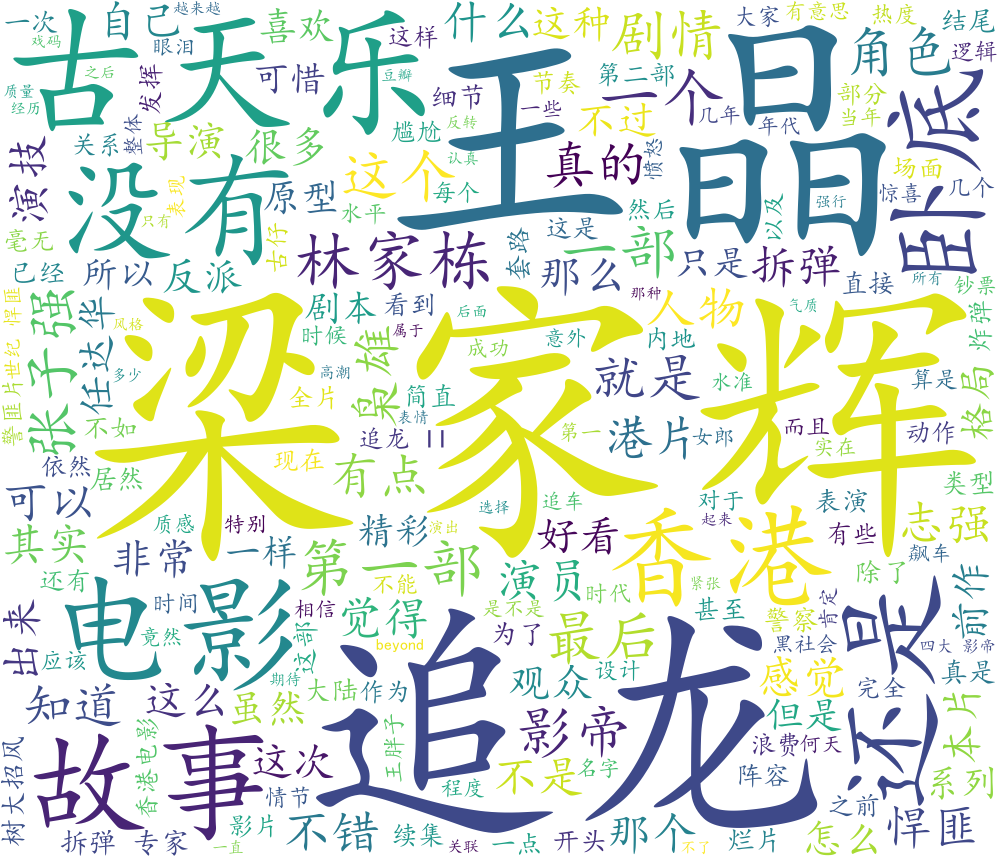 一次
越来越
自己
喜欢
什么
这种
剧情
大家
有意思
热度
结尾
戏码
眼泪
这样
古天乐
王晶
角色
逻辑
之后
豆瓣
可惜
发挥
节奏
第二部
一个
部分
质量
经历
细节
一些
几年
当年
卧底
关系
整体
导演
很多
尴尬
反转
不过
年代
演技
没有
原型
这个
认真
每个
真的
愤怒
场面
只有
表现
水平
然后
惊喜
几个
强行
毫无
古仔
林家栋
这是
一部
以及
已经
所以
反派
套路
那么
只是
拆弹
直接
所有
钞票
剧本
看到
那种
人物
气质
世纪
悍匪
风格
张子强
任达华
时候
属于
后面
意外
内地
炸弹
枭雄
成功
就是
多少
高潮
全片
简直
水准
算是
格局
警匪片
不如
表情
梁家辉
追龙
II
第一
港片
女郎
而且
动作
依然
居然
现在
有点
实在
类型
可以
质感
特别
精彩
选择
追车
对于
表演
其实
非常
一样
演出
好看
起来
有些
志强
香港
飙车
还有
第一部
不能
演员
时代
紧张
除了
前作
电影
时间
相信
是不是
甚至
警察
肯定
出来
竟然
觉得
beyond
为了
最后
黑社会
还是
四大
影帝
应该
这部
期待
观众
设计
感觉
完全
真是
知道
这么
虽然
大陆
作为
追龙
但是
本片
树大招风
故事
香港电影
这次
王胖子
影帝
浪费
何天
不是
名字
阵容
系列
情节
程度
之前
拆弹
专家
影片
不错
续集
一点
开头
那个
烂片
怎么
悍匪
一直
关联
不了